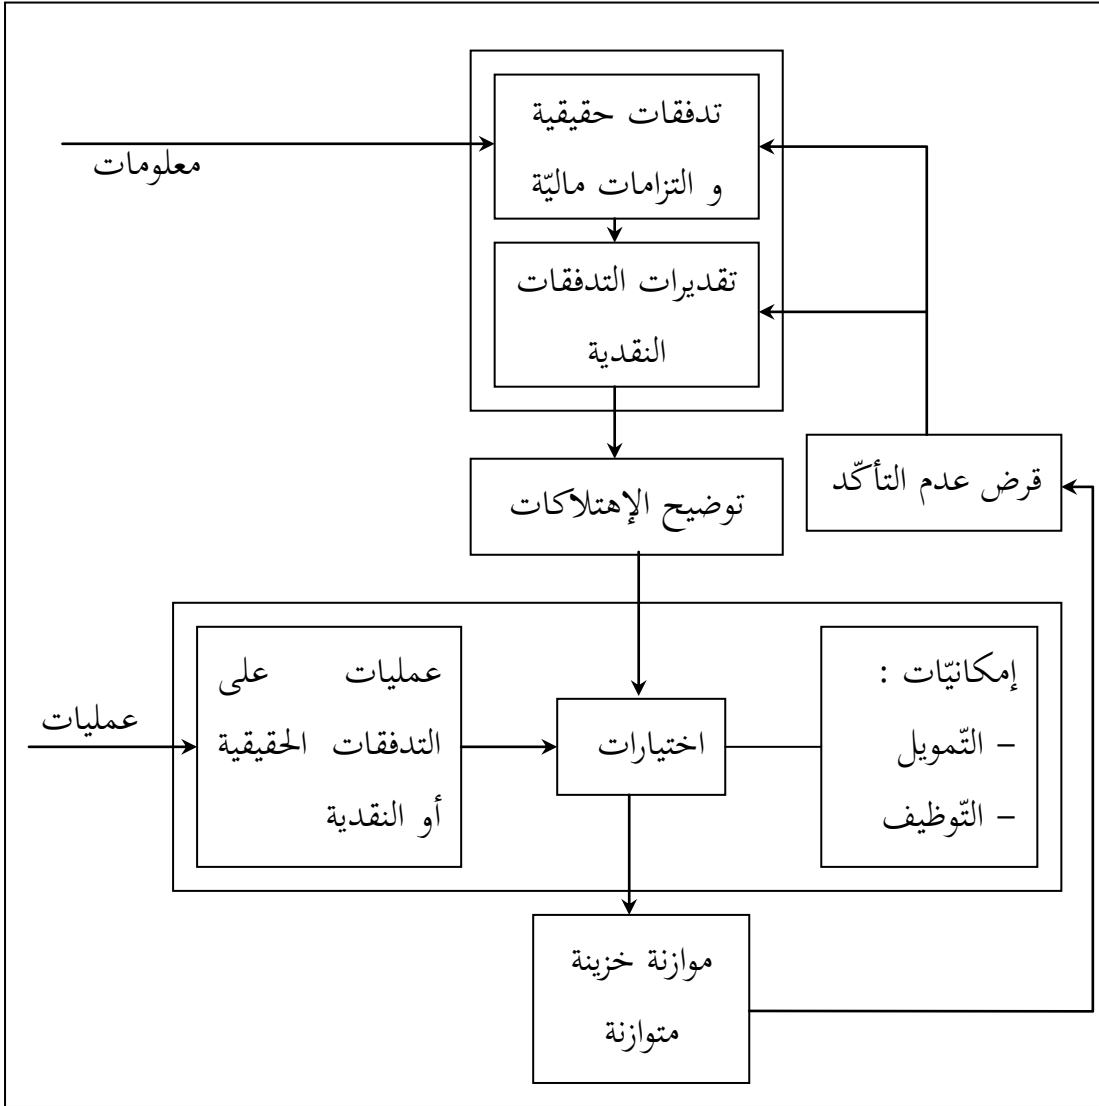 تدفقات حقيقية
و التزامات ماليّة
معلومات
تقديرات التدفقات
النقدية
قرض عدم التأكّد
توضيح الإهتلاكات
إمكانيّات :
– التّمويل
– التّوظيف
اختيارات
عمليات على
التدفقات الحقيقية
أو النقدية
عمليات
موازنة خزينة
متوازنة